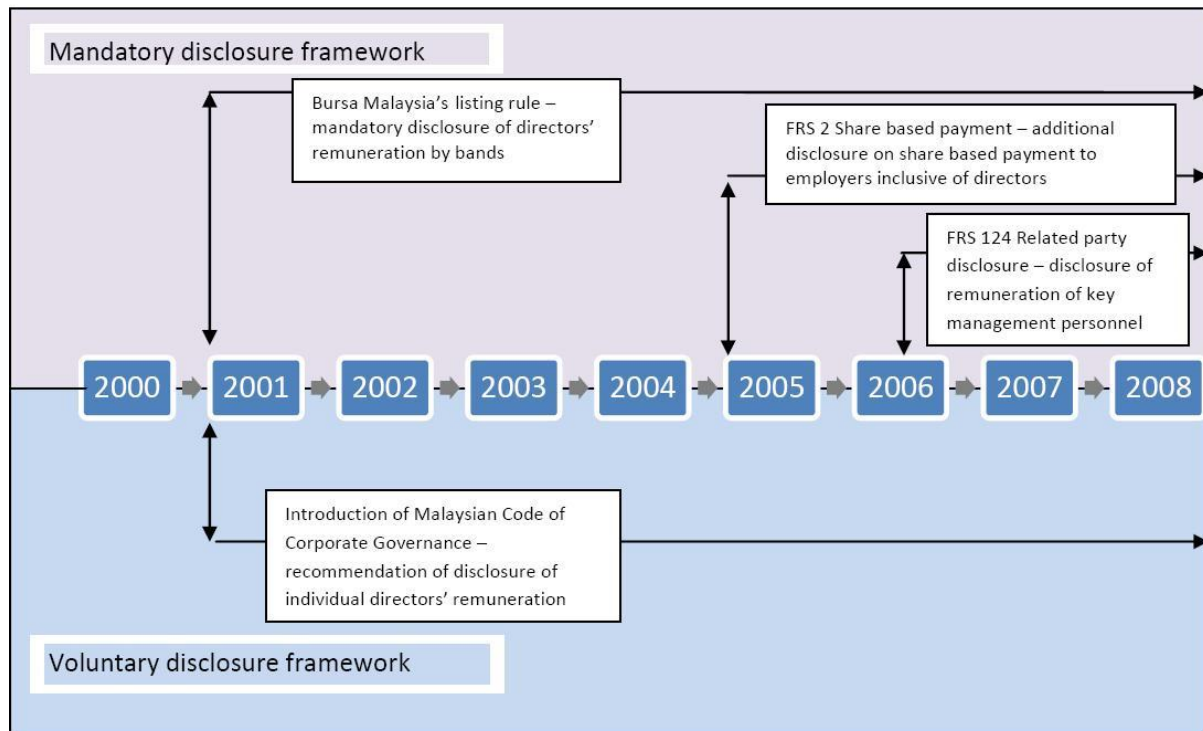 Mandatory disclosure framework
Bursa Malaysia’s listing rule –
mandatory disclosure of directors’
remuneration by bands
FRS 2 Share based payment – additional
disclosure on share based payment to
employers inclusive of directors
FRS 124 Related party
disclosure – disclosure of
remuneration of key
management personnel
2000 2001 2002 2003 2004 2005 2006 2007 2008
Introduction of Malaysian Code of
Corporate Governance –
recommendation of disclosure of
individual directors’ remuneration
Voluntary disclosure framework